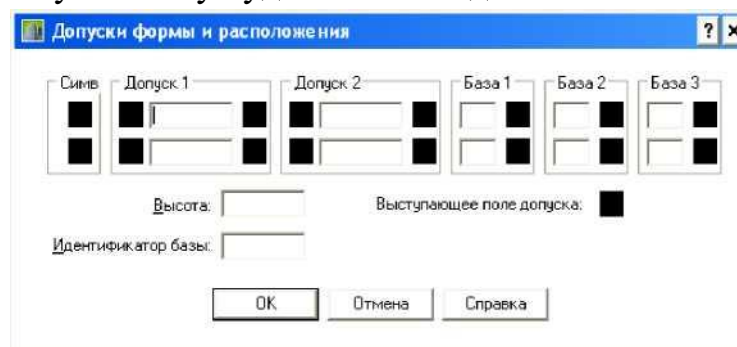 Допуски формы и расположения
Симв Допуск 1 Допуск 2 База 1 База 2 База 3
Высота: Выступающее поле допуска:
Идентификатор базы:
OK Отмена Справка